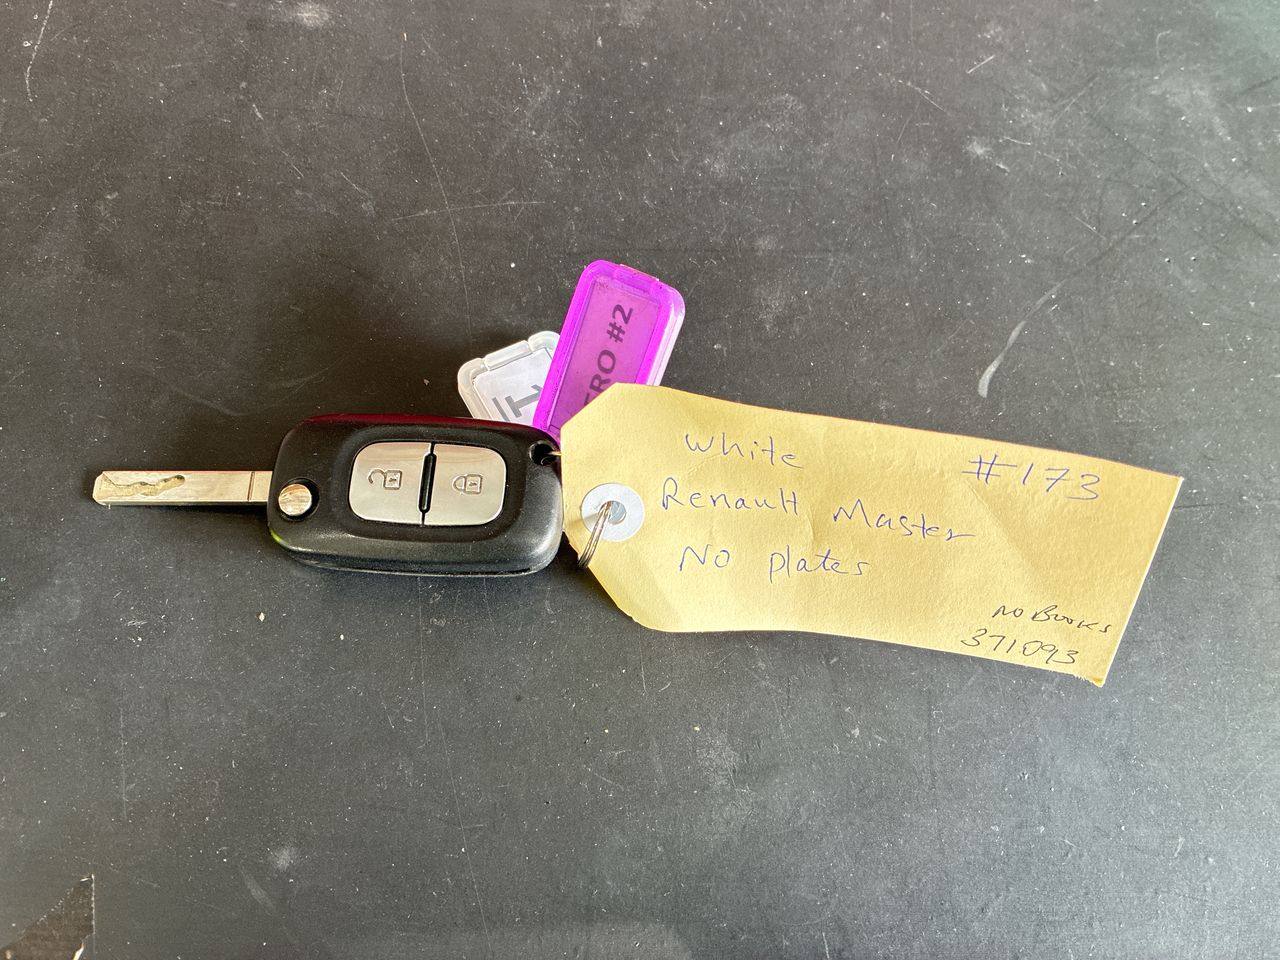 RO #2
White
#173
Renault Master
No plates
NO BOOKS
371093